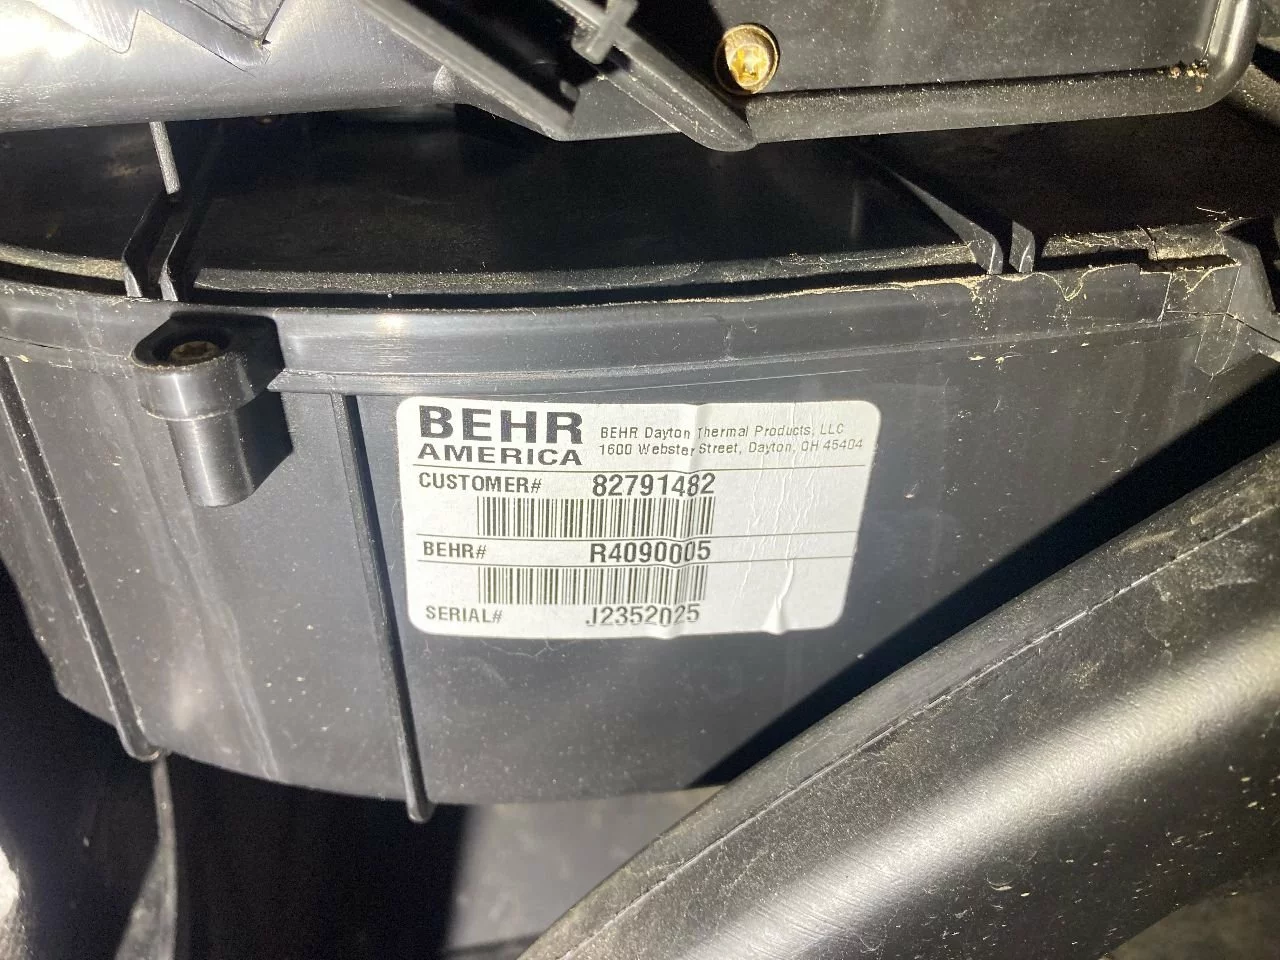 BEHR
AMERICA
BEHR Dayton Thermal Products, LLC
1600 Webster Street, Dayton, OH 45404
CUSTOMER# 82791482
BEHR# R4090005
SERIAL# J2352025